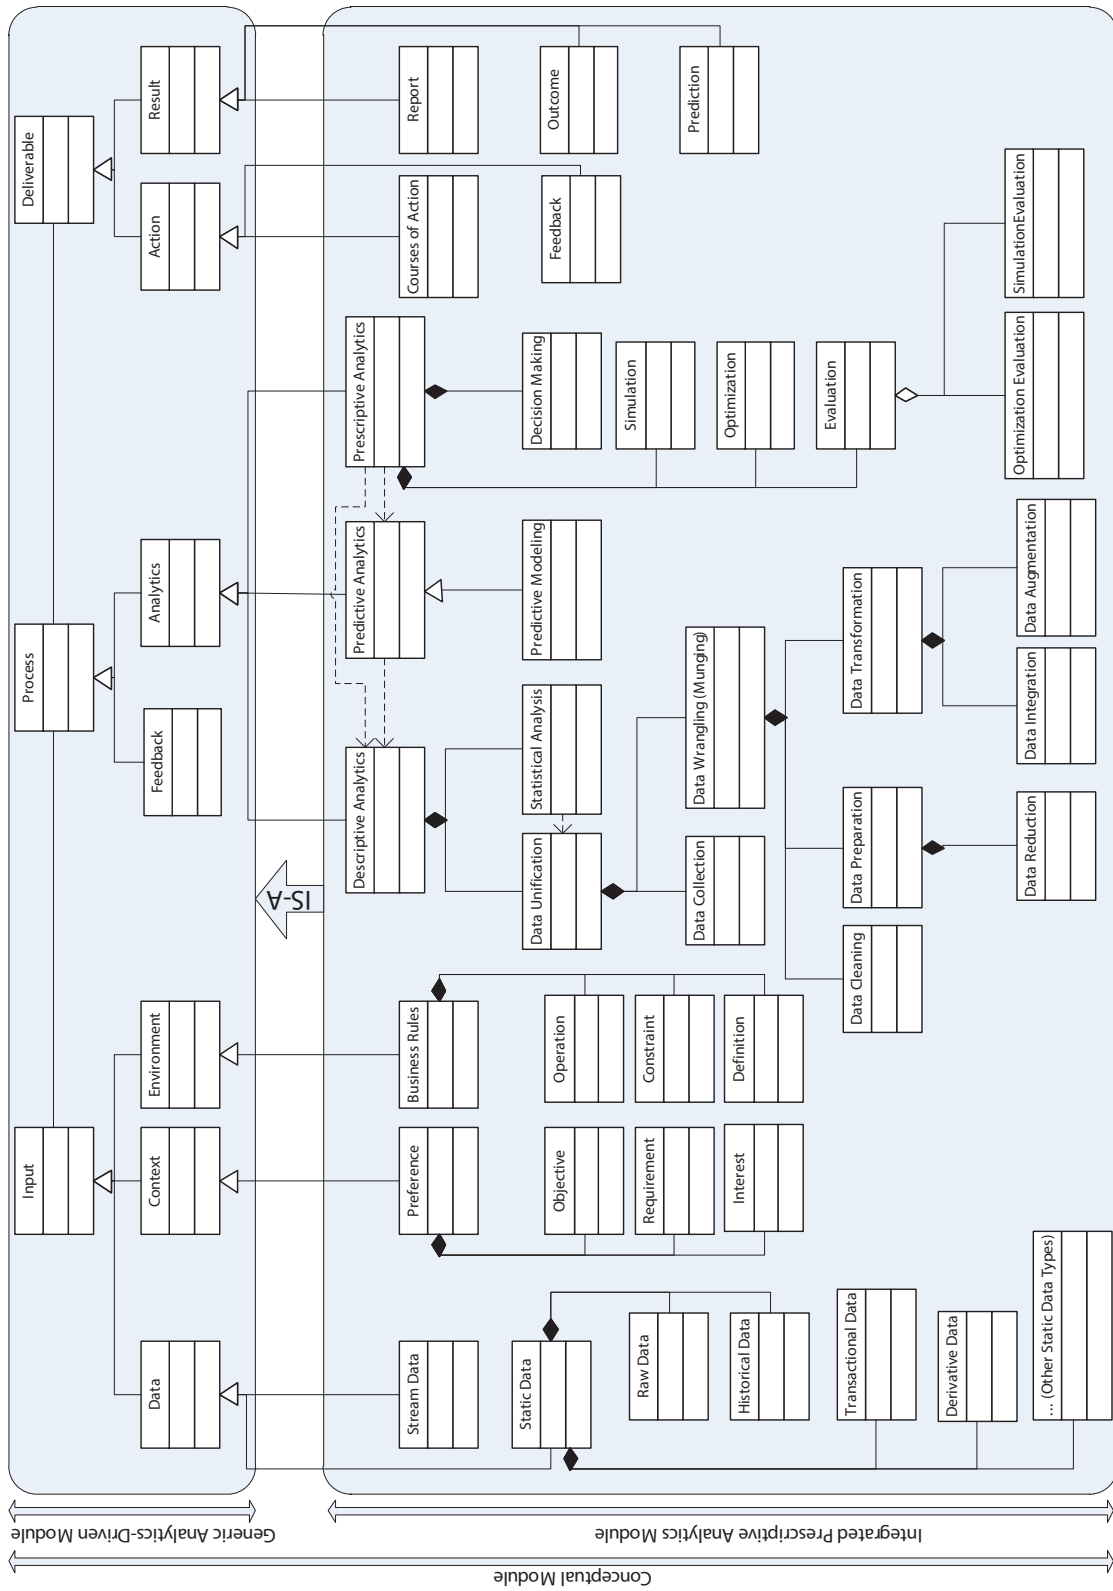 Conceptual Module
Generic Analytics-Driven Module
Integrated Prescriptive Analytics Module
IS-A
Input
Process
Deliverable
Data
Context
Environment
Feedback
Analytics
Action
Result
Stream Data
Preference
Business Rules
Descriptive Analytics
Predictive Analytics
Prescriptive Analytics
Courses of Action
Report
Static Data
Objective
Operation
Data Unification
Statistical Analysis
Predictive Modeling
Decision Making
Feedback
Outcome
Raw Data
Requirement
Constraint
Simulation
Historical Data
Interest
Definition
Data Collection
Data Wrangling (Munging)
Optimization
Prediction
Transactional Data
Data Cleaning
Data Preparation
Data Transformation
Evaluation
Derivative Data
... (Other Static Data Types)
Data Reduction
Data Integration
Data Augmentation
Optimization Evaluation
SimulationEvaluation